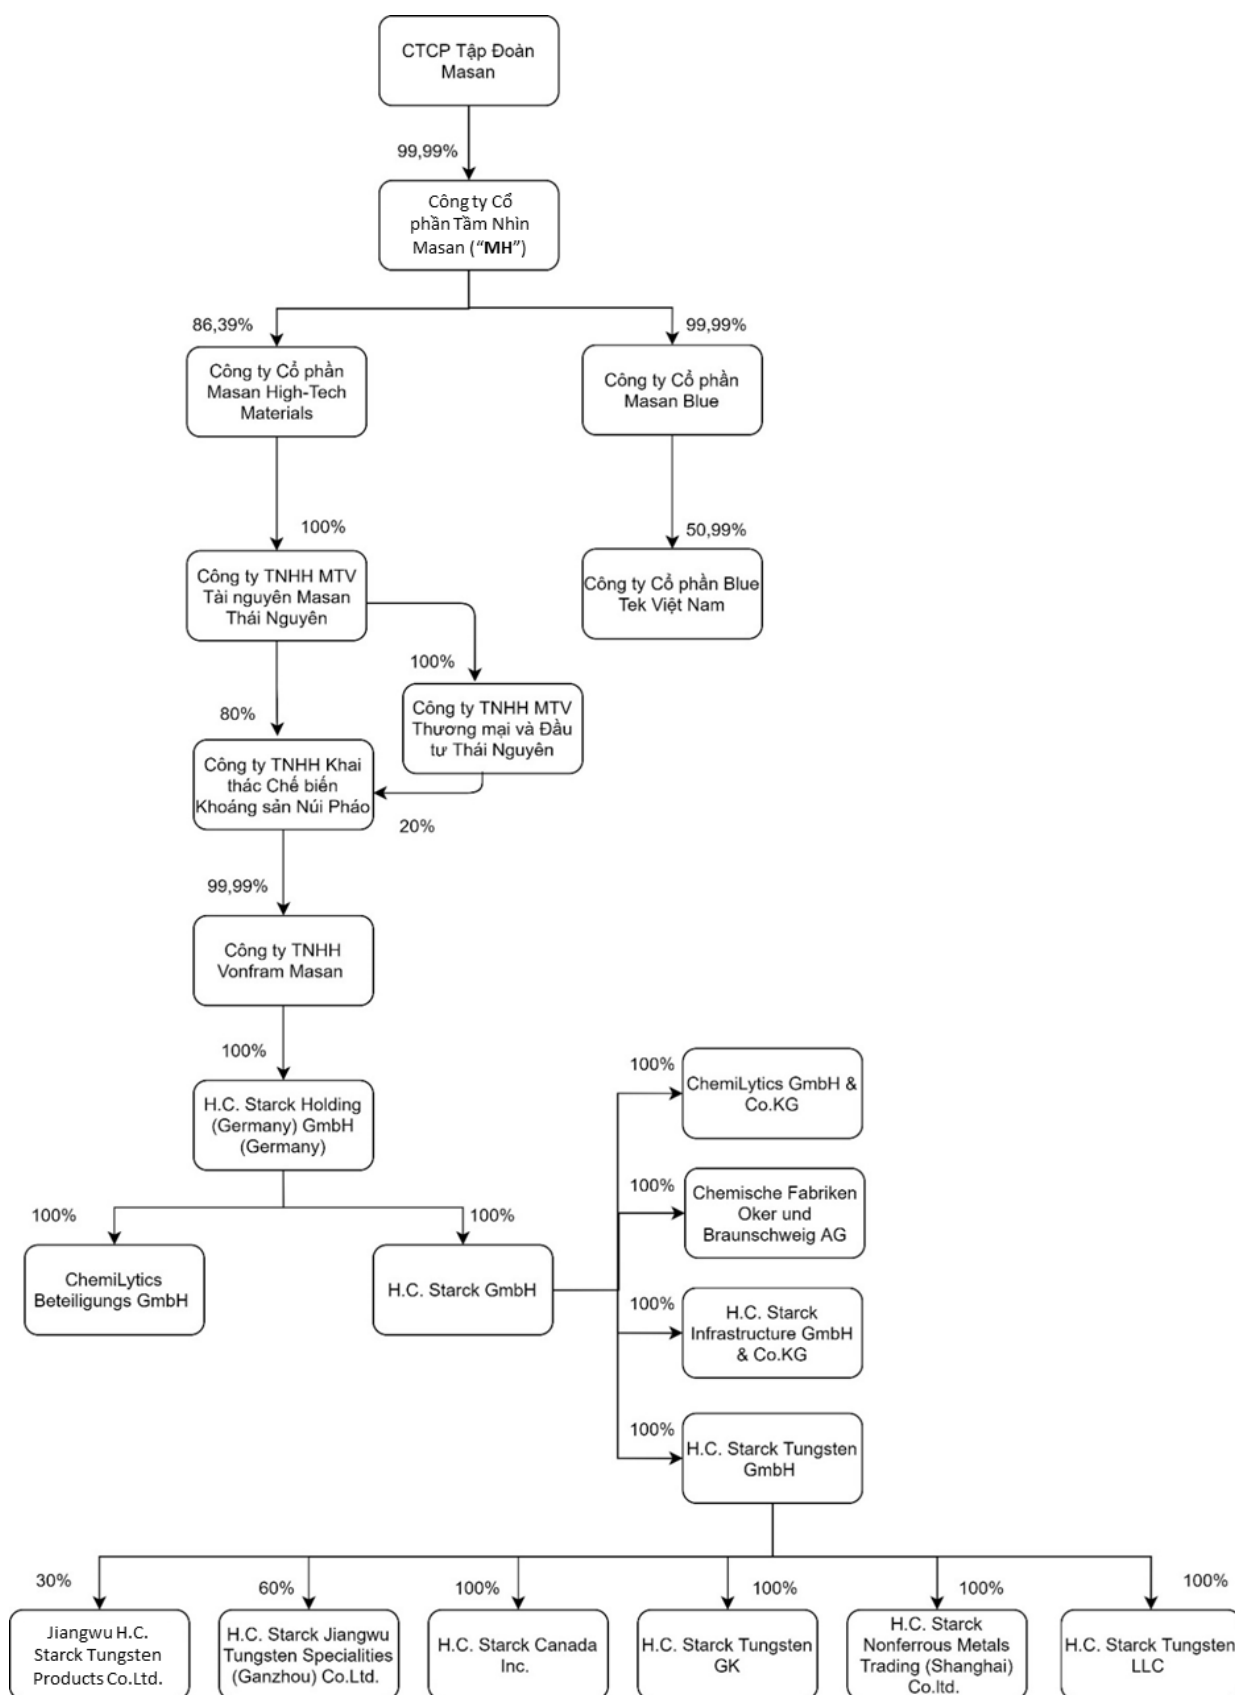 CTCP Tập Đoàn
Masan
99,99%
Công ty Cổ
phần Tầm Nhìn
Masan (“MH”)
86,39%
99,99%
Công ty Cổ phần
Masan High-Tech
Materials
Công ty Cổ phần
Masan Blue
100%
50,99%
Công ty TNHH MTV
Tài nguyên Masan
Thái Nguyên
Công ty Cổ phần Blue
Tek Việt Nam
100%
80%
Công ty TNHH MTV
Thương mại và Đầu
tư Thái Nguyên
Công ty TNHH Khai
thác Chế biến
Khoáng sản Núi Pháo
20%
99,99%
Công ty TNHH
Vonfram Masan
100%
H.C. Starck Holding
(Germany) GmbH
(Germany)
100%
ChemiLytics GmbH &
Co.KG
100%
Chemische Fabriken
Oker und
Braunschweig AG
100%
100%
ChemiLytics
Beteiligungs GmbH
H.C. Starck GmbH
100%
H.C. Starck
Infrastructure GmbH
& Co.KG
100%
H.C. Starck Tungsten
GmbH
30%
60%
100%
100%
100%
100%
Jiangwu H.C.
Starck Tungsten
Products Co.Ltd.
H.C. Starck Jiangwu
Tungsten Specialities
(Ganzhou) Co.Ltd.
H.C. Starck Canada
Inc.
H.C. Starck Tungsten
GK
H.C. Starck
Nonferrous Metals
Trading (Shanghai)
Co.ltd.
H.C. Starck Tungsten
LLC